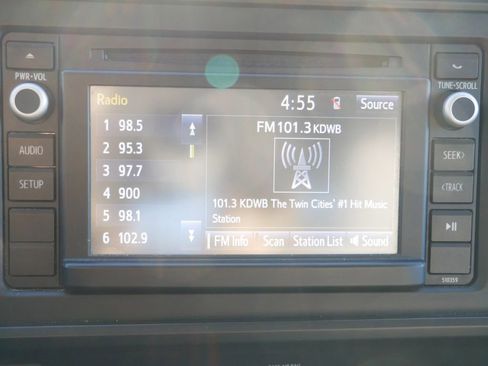 PWR•VOL
AUDIO
SETUP
Radio
4:55
Source
1 98.5
2 95.3
3 97.7
4 900
5 98.1
6 102.9
FM 101.3 KDWB
101.3 KDWB The Twin Cities' #1 Hit Music
Station
FM Info
Scan
Station List
Sound
TUNE•SCROLL
SEEK>
<TRACK
510359